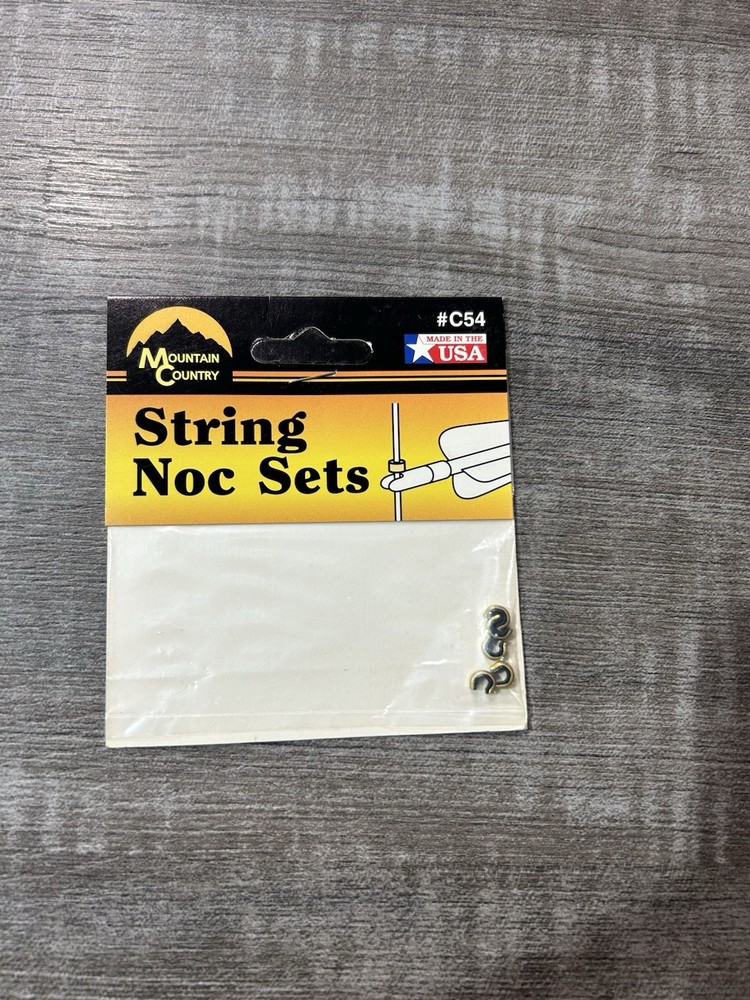 #C54
MADE IN THE
USA
MOUNTAIN
COUNTRY
String
Noc Sets